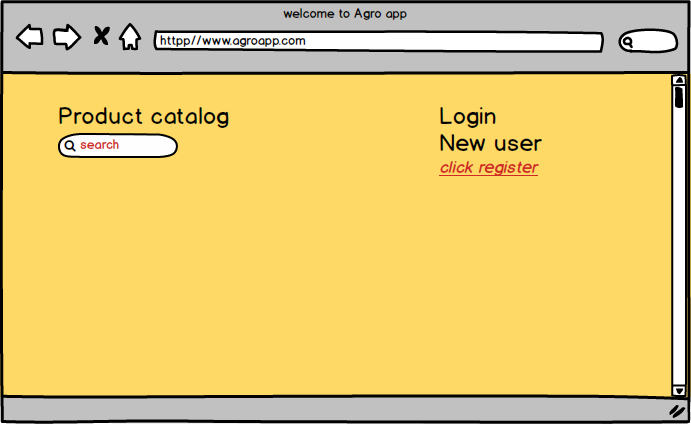 welcome to Agro app
httpp//www.agroapp.com
Product catalog
search
Login
New user
click register